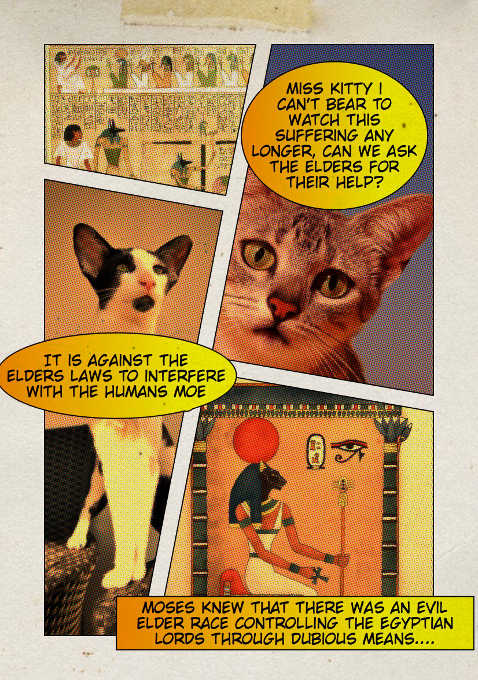 MISS KITTY I
CAN'T BEAR TO
WATCH THIS
SUFFERING ANY
LONGER, CAN WE ASK
THE ELDERS FOR
THEIR HELP?
IT IS AGAINST THE
ELDERS LAWS TO INTERFERE
WITH THE HUMANS MOE
MOSES KNEW THAT THERE WAS AN EVIL
ELDER RACE CONTROLLING THE EGYPTIAN
LORDS THROUGH DUBIOUS MEANS....